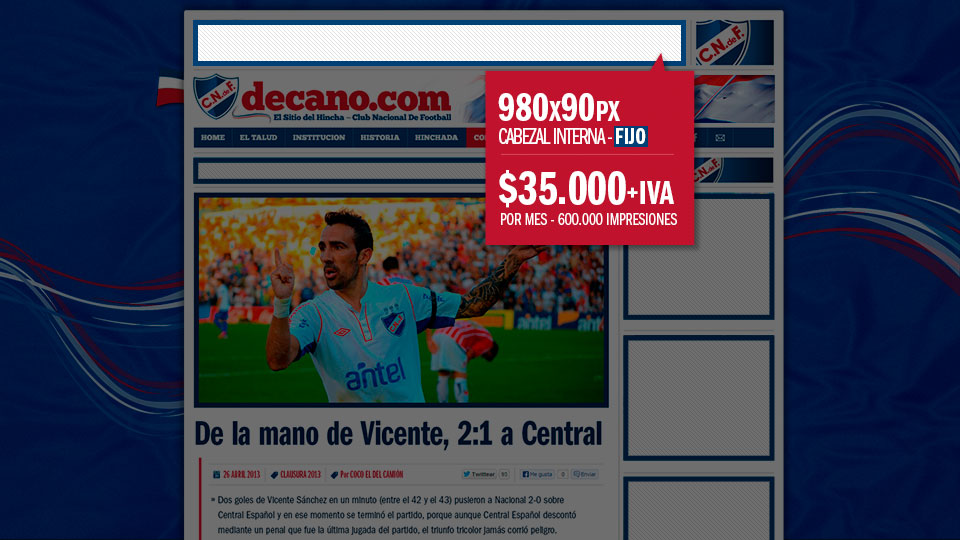 C.N. de F.
C.N. de F.
decano.com
El Sitio del Hincha – Club Nacional De Football
980X90PX
CABEZAL INTERNA - FIJO
$35.000+IVA
POR MES - 600.000 IMPRESIONES
HOME EL TALUD INSTITUCION HISTORIA HINCHADA CO
antel
De la mano de Vicente, 2:1 a Central
26 ABRIL 2013 CLAUSURA 2013 Por COCO EL DEL CAMION Twittear Me gusta 0 Enviar
Dos goles de Vicente Sánchez en un minuto (entre el 42 y el 43) pusieron a Nacional 2-0 sobre
Central Español y en ese momento se terminó el partido, porque aunque Central Español descontó
mediante un penal que fue la última jugada del partido, el triunfo tricolor jamás corrió peligro.